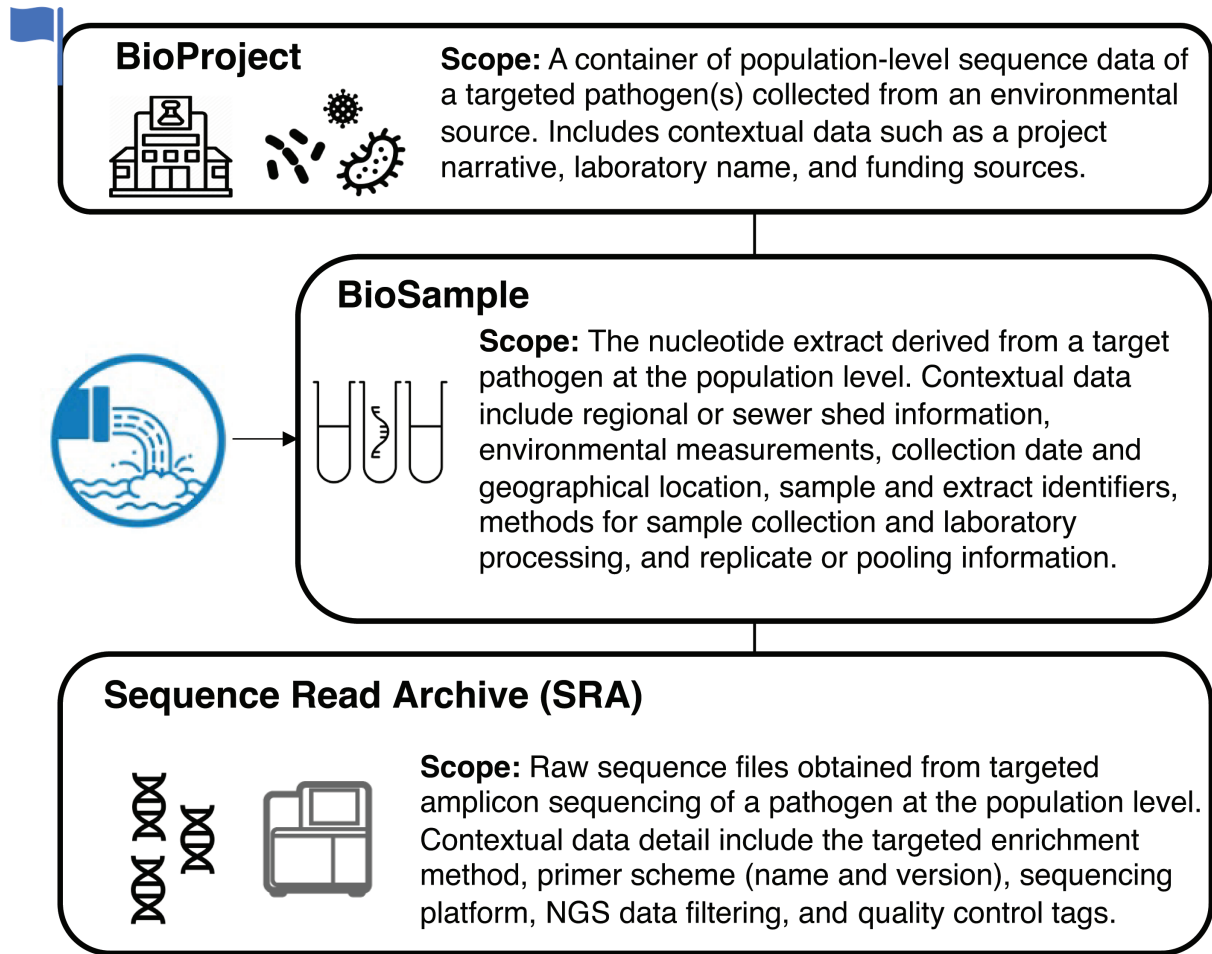 BioProject
Scope: A container of population-level sequence data of
a targeted pathogen(s) collected from an environmental
source. Includes contextual data such as a project
narrative, laboratory name, and funding sources.
BioSample
Scope: The nucleotide extract derived from a target
pathogen at the population level. Contextual data
include regional or sewer shed information,
environmental measurements, collection date and
geographical location, sample and extract identifiers,
methods for sample collection and laboratory
processing, and replicate or pooling information.
Sequence Read Archive (SRA)
Scope: Raw sequence files obtained from targeted
amplicon sequencing of a pathogen at the population level.
Contextual data detail include the targeted enrichment
method, primer scheme (name and version), sequencing
platform, NGS data filtering, and quality control tags.